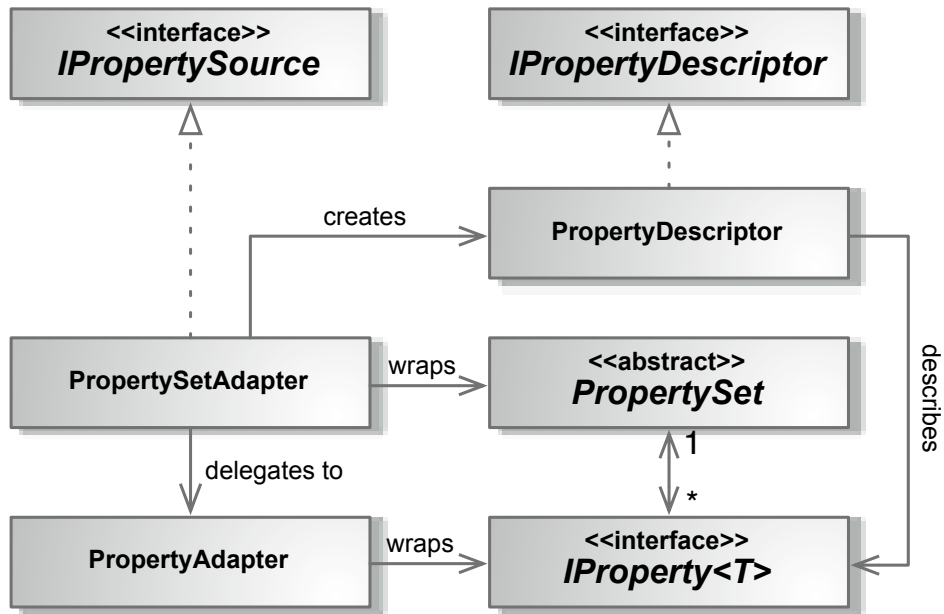 <<interface>>
IPropertySource
<<interface>>
IPropertyDescriptor
creates
PropertyDescriptor
PropertySetAdapter
wraps
<<abstract>>
PropertySet
describes
1
delegates to
*
PropertyAdapter
wraps
<<interface>>
IProperty<T>